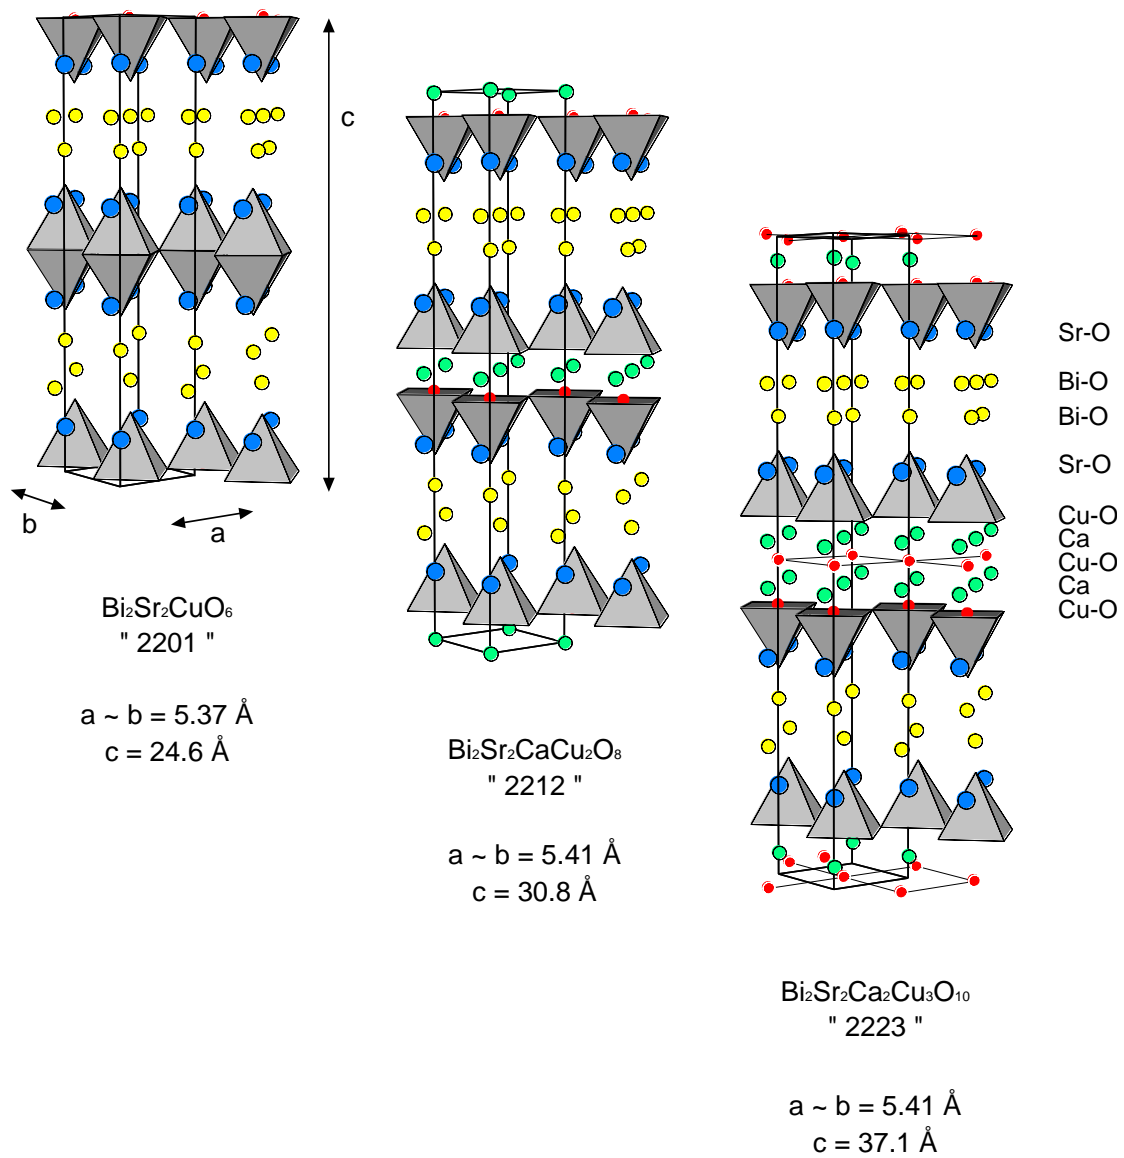 c
b
a
Bi₂Sr₂CuO₆
" 2201 "
a ~ b = 5.37 Å
c = 24.6 Å
Bi₂Sr₂CaCu₂O₈
" 2212 "
a ~ b = 5.41 Å
c = 30.8 Å
Sr-O
Bi-O
Bi-O
Sr-O
Cu-O
Ca
Cu-O
Ca
Cu-O
Bi₂Sr₂Ca₂Cu₃O₁₀
" 2223 "
a ~ b = 5.41 Å
c = 37.1 Å